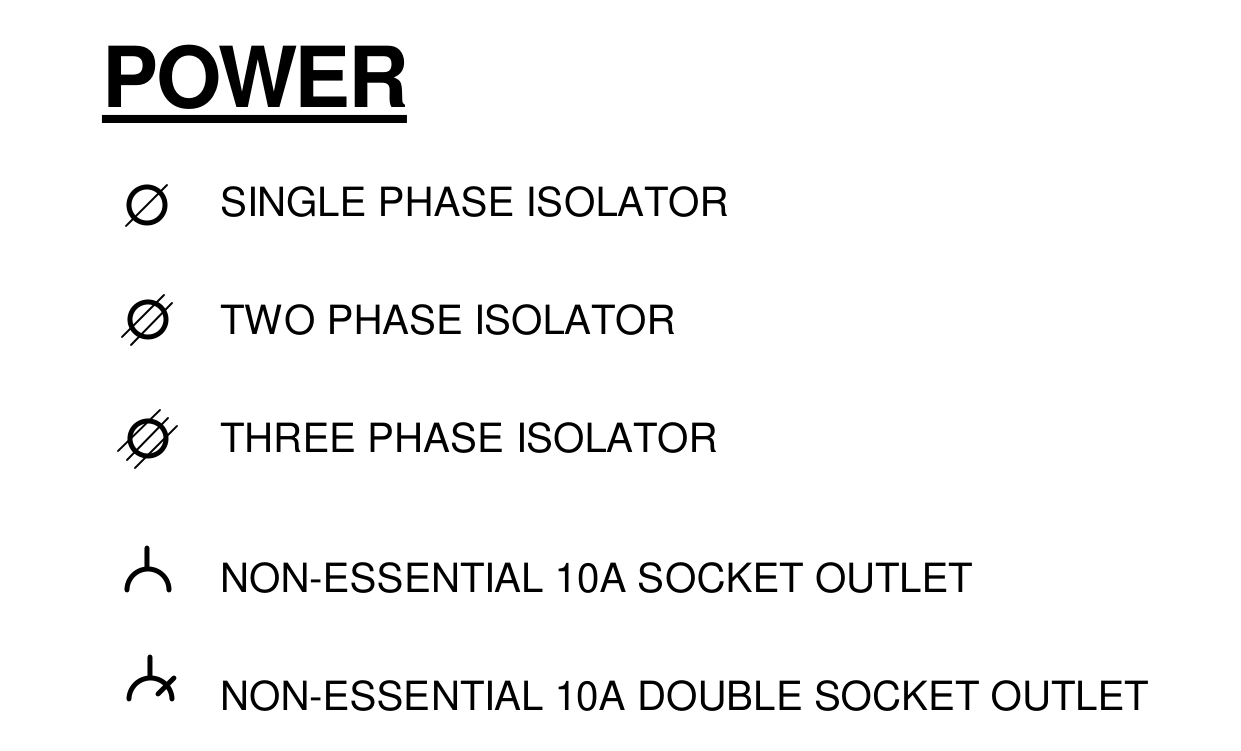 POWER
SINGLE PHASE ISOLATOR
TWO PHASE ISOLATOR
THREE PHASE ISOLATOR
NON-ESSENTIAL 10A SOCKET OUTLET
NON-ESSENTIAL 10A DOUBLE SOCKET OUTLET